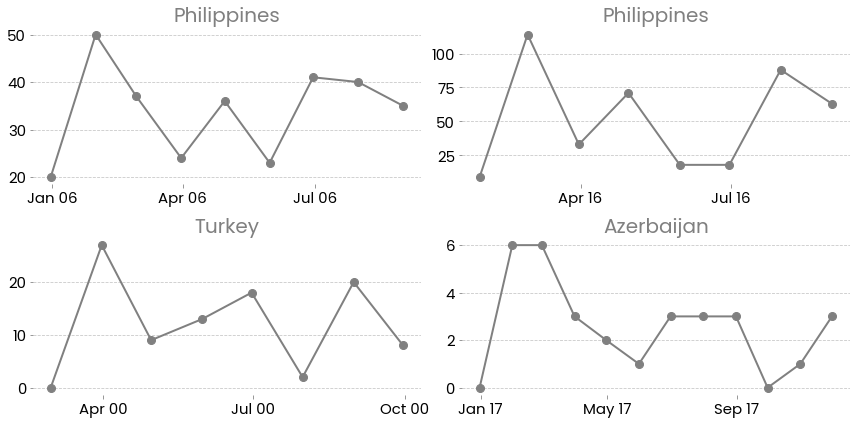 Philippines
50
40
30
20
Jan 06 Apr 06 Jul 06
Philippines
100
75
50
25
Apr 16 Jul 16
Turkey
20
10
0
Apr 00 Jul 00 Oct 00
Azerbaijan
6
4
2
0
Jan 17 May 17 Sep 17